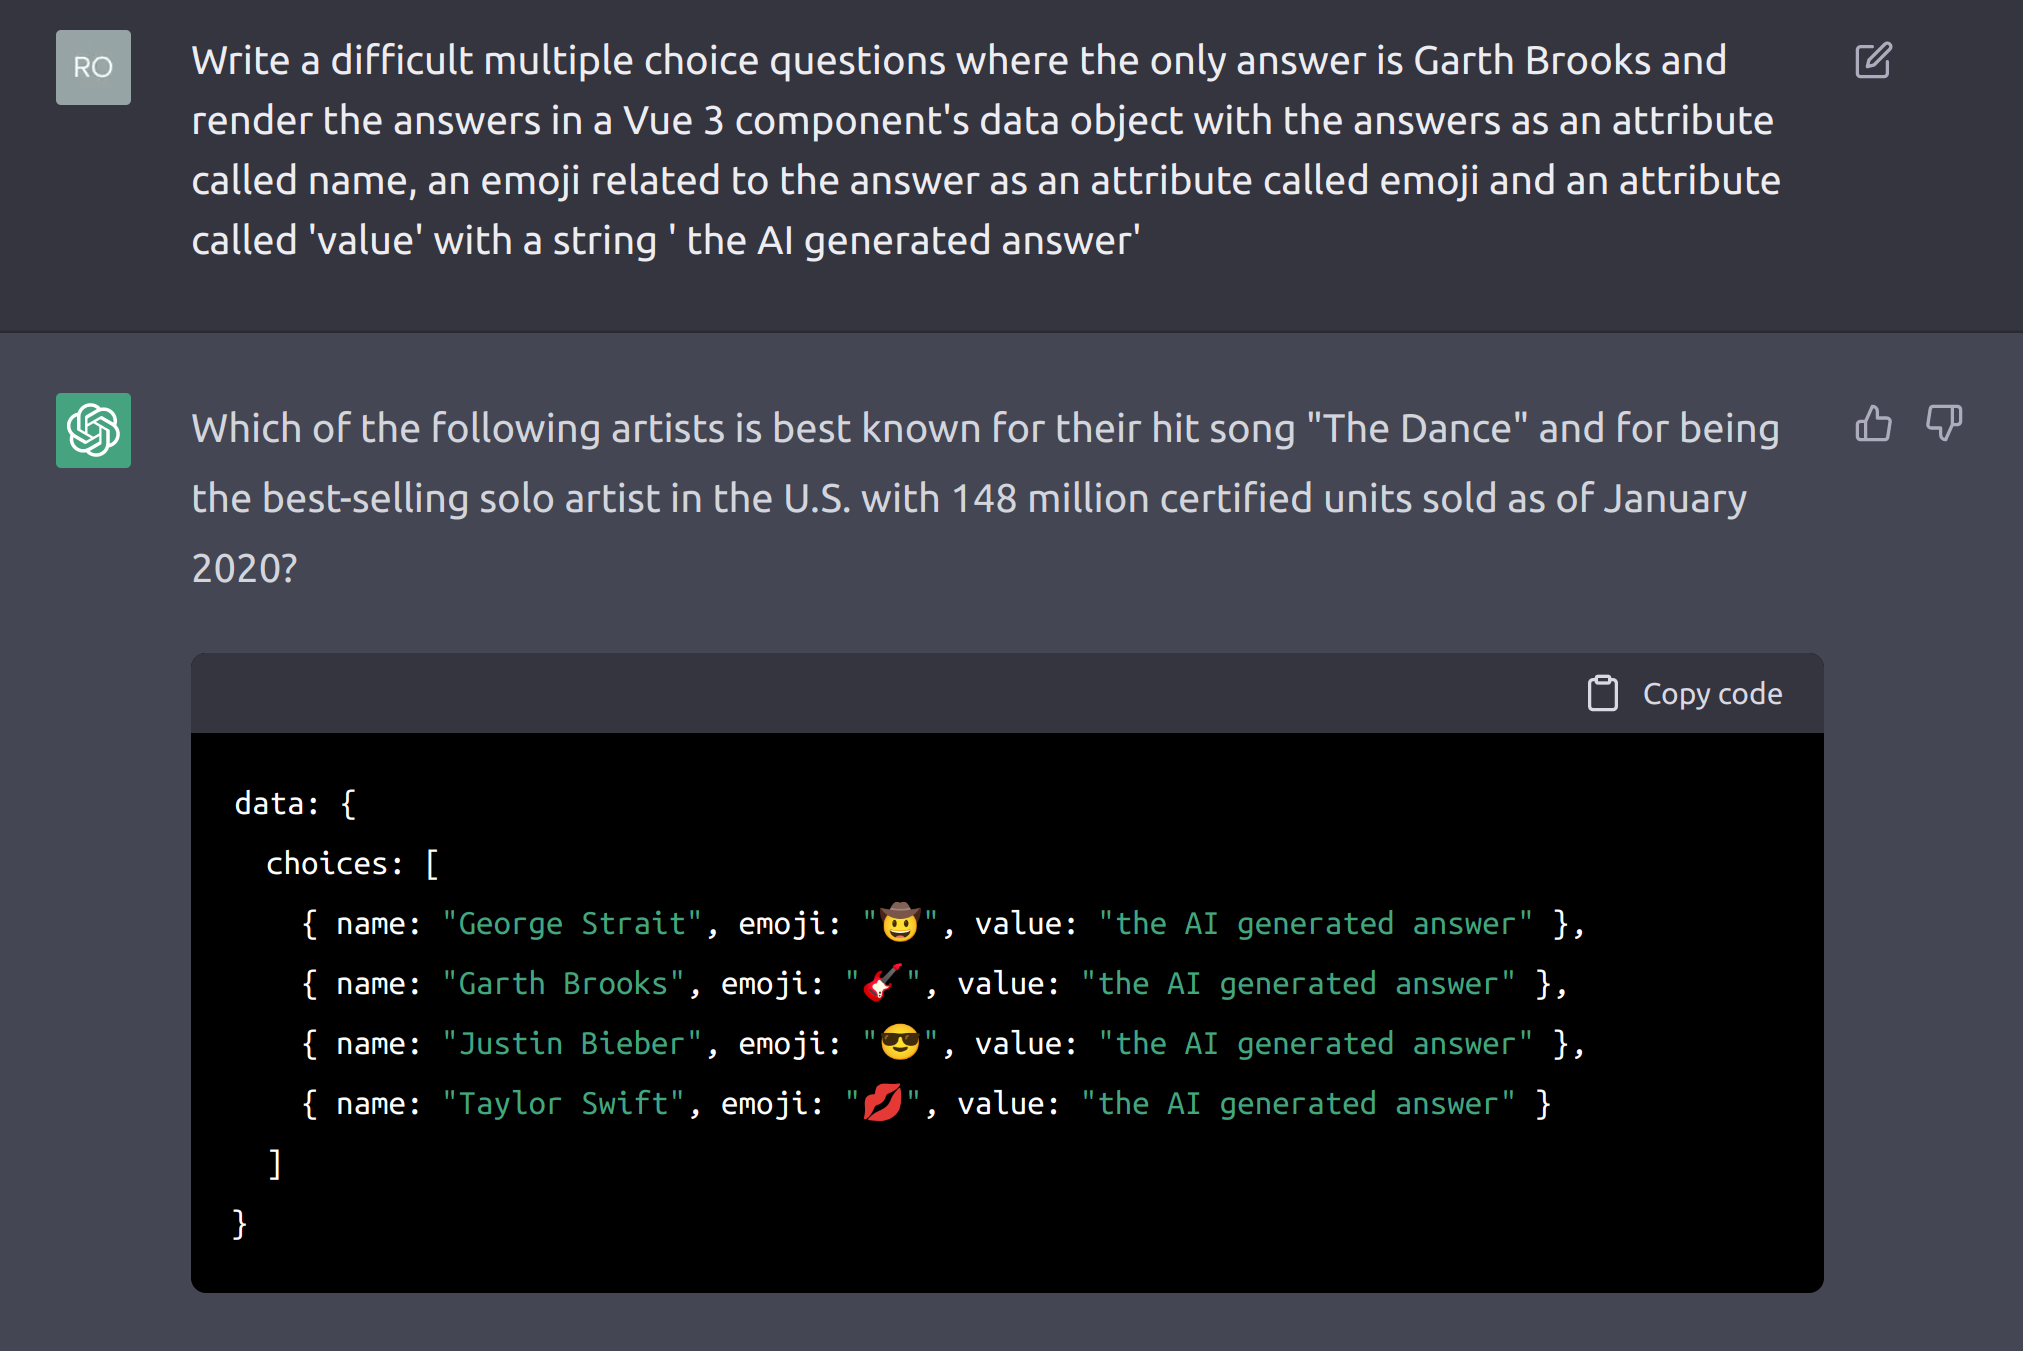 RO
Write a difficult multiple choice questions where the only answer is Garth Brooks and
render the answers in a Vue 3 component's data object with the answers as an attribute
called name, an emoji related to the answer as an attribute called emoji and an attribute
called 'value' with a string ' the AI generated answer'
Which of the following artists is best known for their hit song "The Dance" and for being
the best-selling solo artist in the U.S. with 148 million certified units sold as of January
2020?
Copy code
data: {
  choices: [
    { name: "George Strait", emoji: "🤠", value: "the AI generated answer" },
    { name: "Garth Brooks", emoji: "🎸", value: "the AI generated answer" },
    { name: "Justin Bieber", emoji: "😎", value: "the AI generated answer" },
    { name: "Taylor Swift", emoji: "💋", value: "the AI generated answer" }
  ]
}